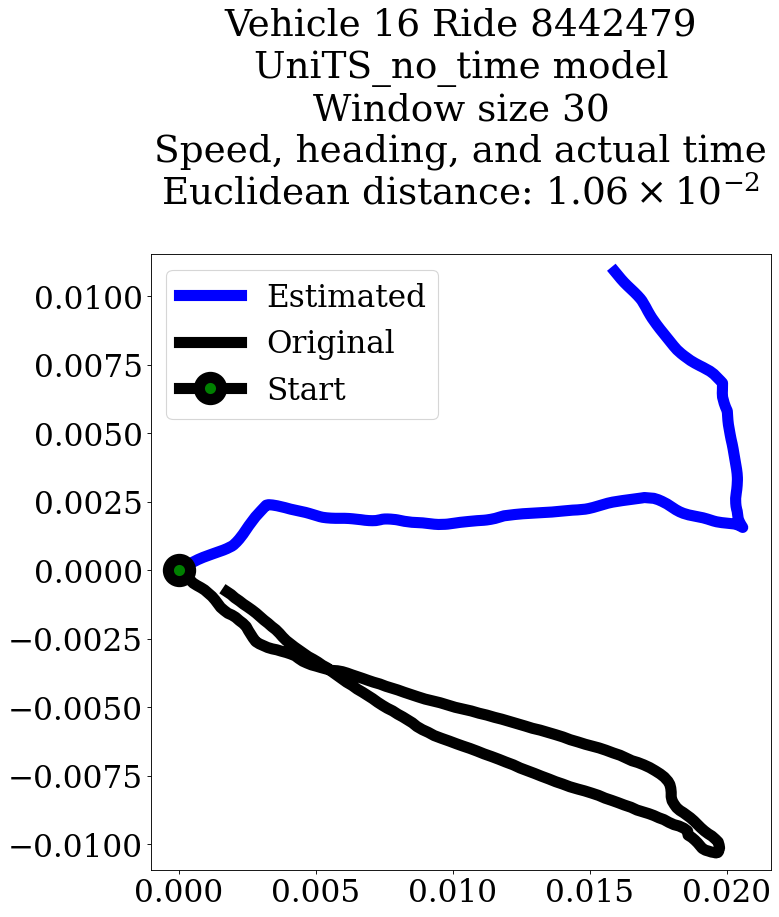 Vehicle 16 Ride 8442479
UniTS_no_time model
Window size 30
Speed, heading, and actual time
Euclidean distance: 1.06 × 10⁻²
Estimated
Original
Start
0.0100
0.0075
0.0050
0.0025
0.0000
−0.0025
−0.0050
−0.0075
−0.0100
0.000 0.005 0.010 0.015 0.020